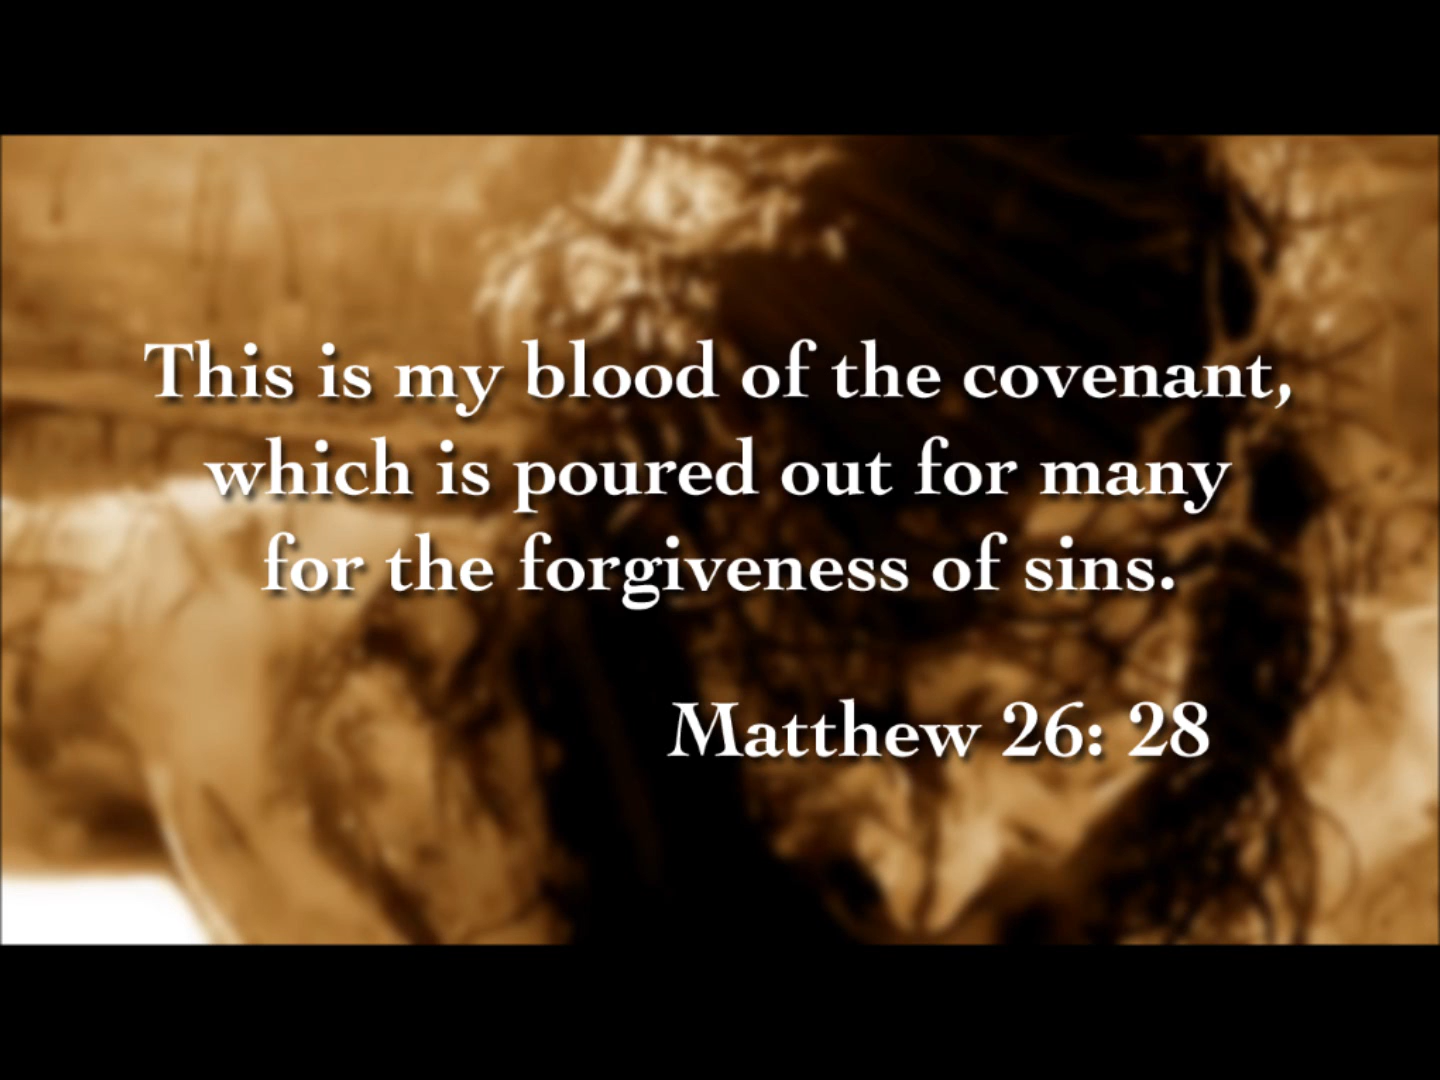 This is my blood of the covenant,
which is poured out for many
for the forgiveness of sins.
Matthew 26: 28